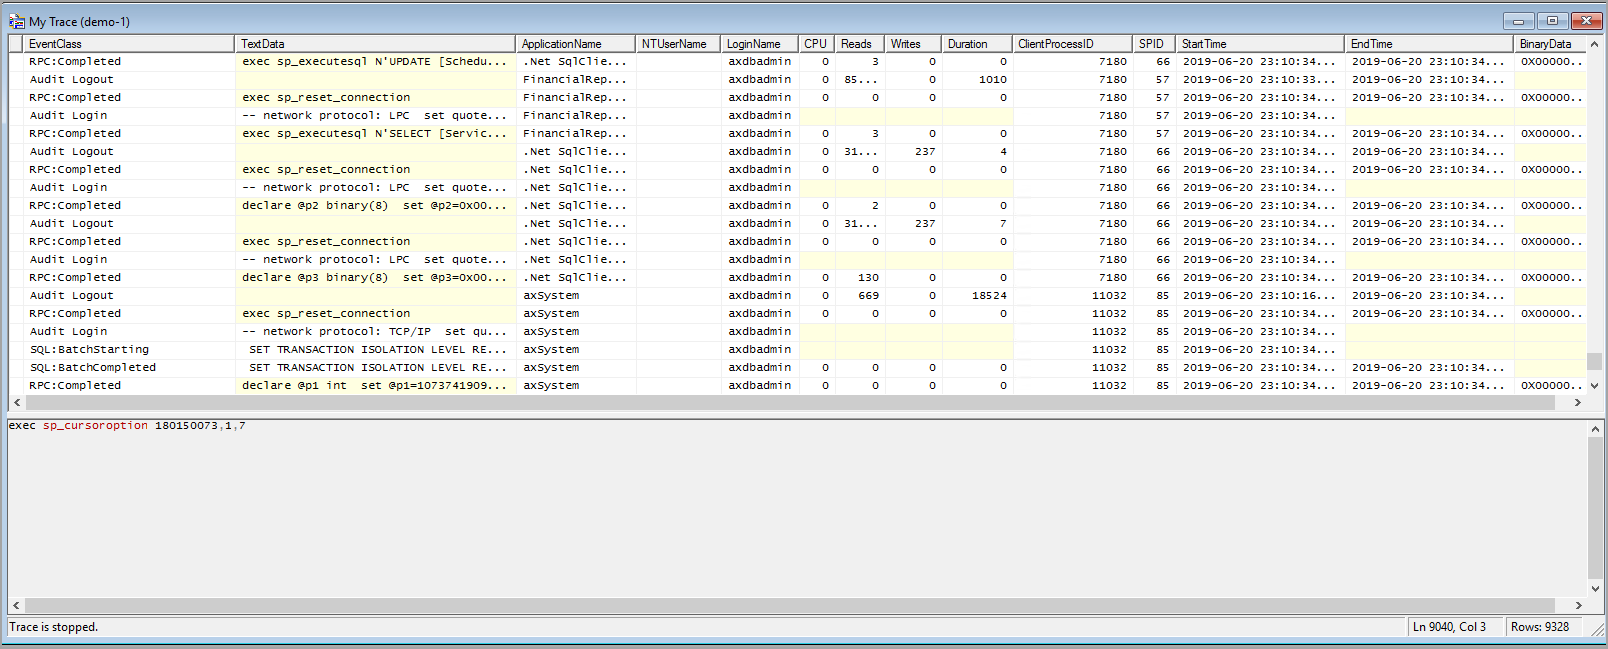 My Trace (demo-1)
EventClass TextData ApplicationName NTUserName LoginName CPU Reads Writes Duration ClientProcessID SPID StartTime EndTime BinaryData
RPC:Completed exec sp_executesql N'UPDATE [Schedu... .Net SqlClie... axdbadmin 0 3 0 0 7180 66 2019-06-20 23:10:34... 2019-06-20 23:10:34... 0X00000...
Audit Logout FinancialRep... axdbadmin 0 85... 0 1010 7180 57 2019-06-20 23:10:33... 2019-06-20 23:10:34...
RPC:Completed exec sp_reset_connection FinancialRep... axdbadmin 0 0 0 0 7180 57 2019-06-20 23:10:34... 2019-06-20 23:10:34... 0X00000...
Audit Login -- network protocol: LPC set quote... FinancialRep... axdbadmin 7180 57 2019-06-20 23:10:34...
RPC:Completed exec sp_executesql N'SELECT [Servic... FinancialRep... axdbadmin 0 3 0 0 7180 57 2019-06-20 23:10:34... 2019-06-20 23:10:34... 0X00000...
Audit Logout .Net SqlClie... axdbadmin 0 31... 237 4 7180 66 2019-06-20 23:10:34... 2019-06-20 23:10:34...
RPC:Completed exec sp_reset_connection .Net SqlClie... axdbadmin 0 0 0 0 7180 66 2019-06-20 23:10:34... 2019-06-20 23:10:34... 0X00000...
Audit Login -- network protocol: LPC set quote... .Net SqlClie... axdbadmin 7180 66 2019-06-20 23:10:34...
RPC:Completed declare @p2 binary(8) set @p2=0x00... .Net SqlClie... axdbadmin 0 2 0 0 7180 66 2019-06-20 23:10:34... 2019-06-20 23:10:34... 0X00000...
Audit Logout .Net SqlClie... axdbadmin 0 31... 237 7 7180 66 2019-06-20 23:10:34... 2019-06-20 23:10:34...
RPC:Completed exec sp_reset_connection .Net SqlClie... axdbadmin 0 0 0 0 7180 66 2019-06-20 23:10:34... 2019-06-20 23:10:34... 0X00000...
Audit Login -- network protocol: LPC set quote... .Net SqlClie... axdbadmin 7180 66 2019-06-20 23:10:34...
RPC:Completed declare @p3 binary(8) set @p3=0x00... .Net SqlClie... axdbadmin 0 130 0 0 7180 66 2019-06-20 23:10:34... 2019-06-20 23:10:34... 0X00000...
Audit Logout axSystem axdbadmin 0 669 0 18524 11032 85 2019-06-20 23:10:16... 2019-06-20 23:10:34...
RPC:Completed exec sp_reset_connection axSystem axdbadmin 0 0 0 0 11032 85 2019-06-20 23:10:34... 2019-06-20 23:10:34... 0X00000...
Audit Login -- network protocol: TCP/IP set qu... axSystem axdbadmin 11032 85 2019-06-20 23:10:34...
SQL:BatchStarting SET TRANSACTION ISOLATION LEVEL RE... axSystem axdbadmin 11032 85 2019-06-20 23:10:34...
SQL:BatchCompleted SET TRANSACTION ISOLATION LEVEL RE... axSystem axdbadmin 0 0 0 0 11032 85 2019-06-20 23:10:34... 2019-06-20 23:10:34...
RPC:Completed declare @p1 int set @p1=1073741909... axSystem axdbadmin 0 0 0 0 11032 85 2019-06-20 23:10:34... 2019-06-20 23:10:34... 0X00000...
exec sp_cursoroption 180150073,1,7
Trace is stopped. Ln 9040, Col 3 Rows: 9328